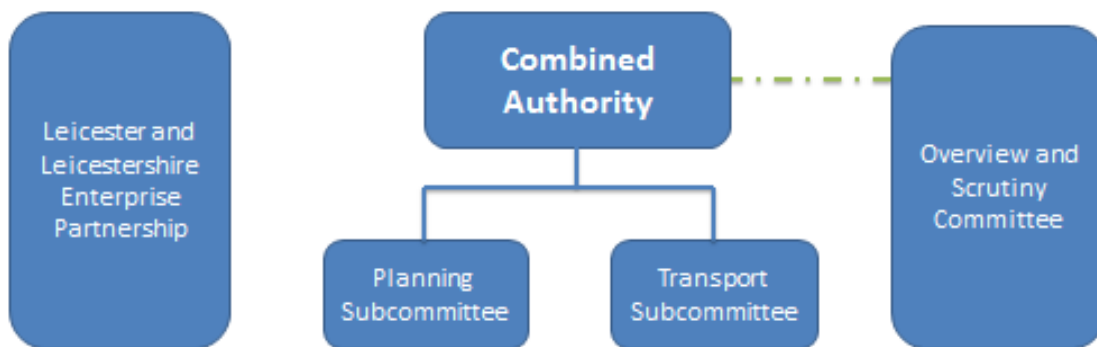 Leicester and
Leicestershire
Enterprise
Partnership
Combined
Authority
Overview and
Scrutiny
Committee
Planning
Subcommittee
Transport
Subcommittee